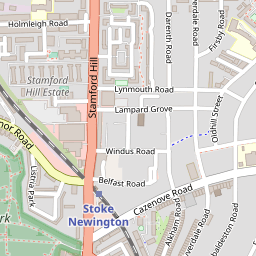 Holmleigh Road
Stamford Hill
Darenth Road
Firsby Road
Stamford
Hill Estate
Lynmouth Road
Lampard Grove
Oldhill Street
Windus Road
Belfast Road
Cazenove Road
Stoke
Newington
Listria Park
Alkham Road